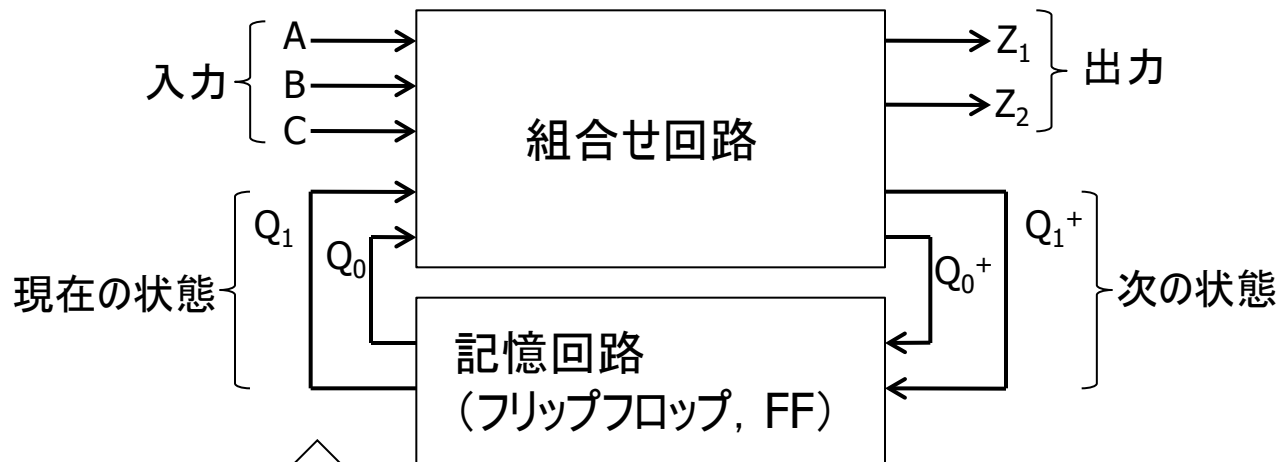 入力
A
B
C
組合せ回路
Z₁
Z₂
出力
現在の状態
Q₁
Q₀
Q₀⁺
Q₁⁺
次の状態
記憶回路
（フリップフロップ, FF）